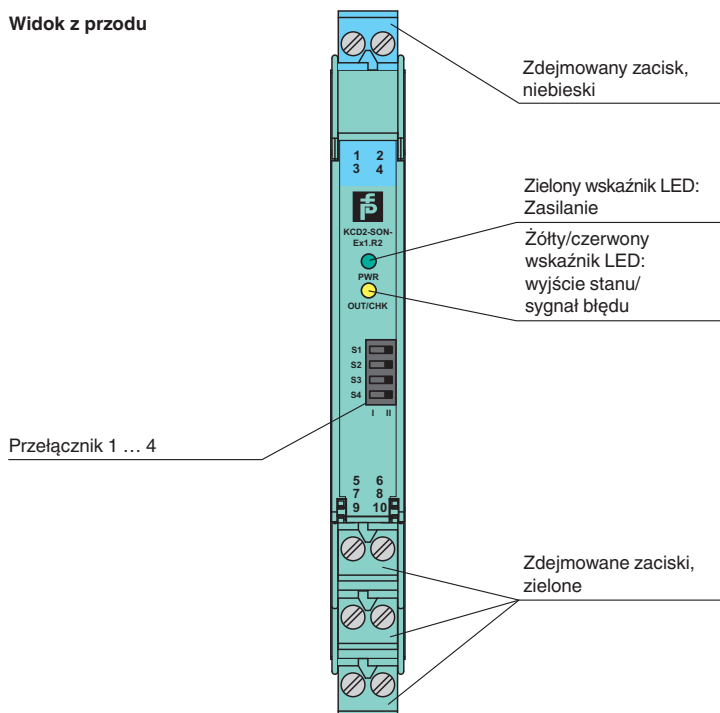 Widok z przodu
Zdejmowany zacisk,
niebieski
1 2
3 4
Zielony wskaźnik LED:
Zasilanie
KCD2-SON-
Ex1.R2
Żółty/czerwony
wskaźnik LED:
wyjście stanu/
sygnał błędu
PWR
OUT/CHK
S1
S2
S3
S4
I II
Przełącznik 1 … 4
5 6
7 8
9 10
Zdejmowane zaciski,
zielone